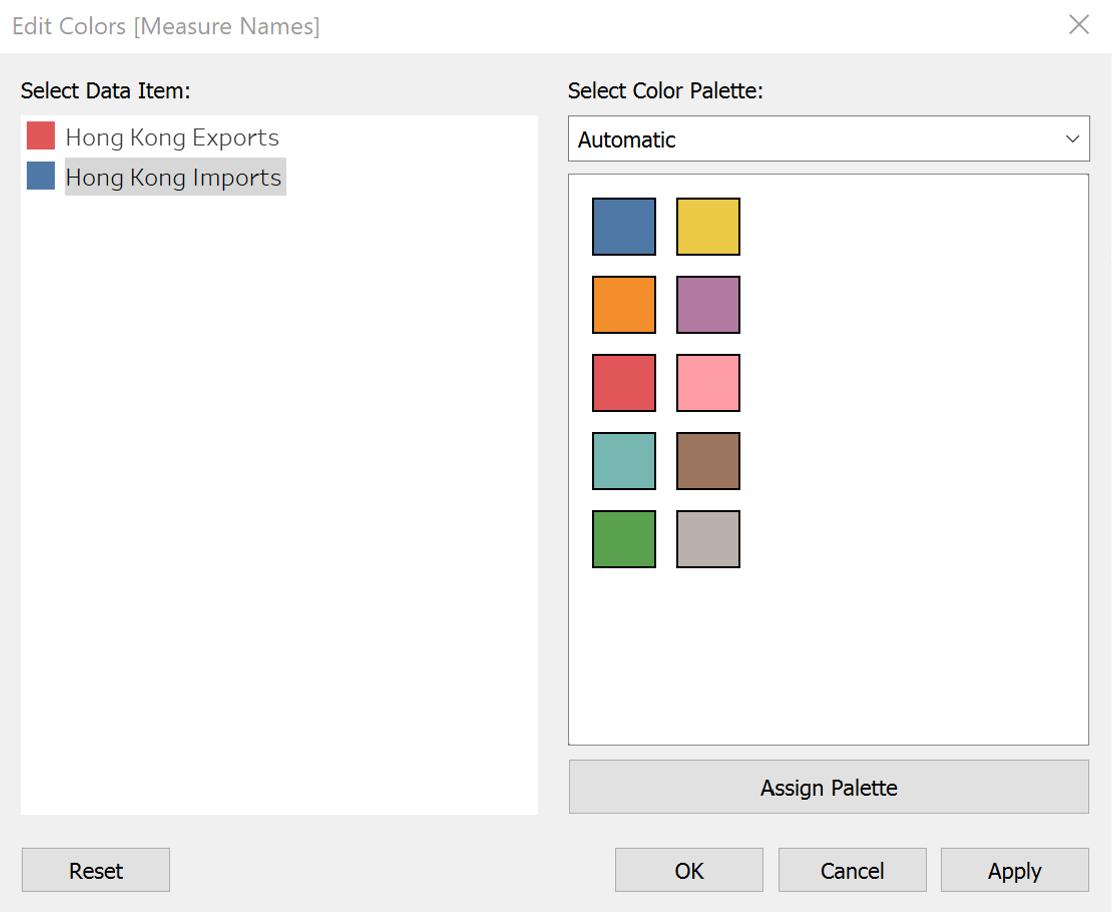 Edit Colors [Measure Names]
Select Data Item:
Hong Kong Exports
Hong Kong Imports
Select Color Palette:
Automatic
Assign Palette
Reset
OK
Cancel
Apply